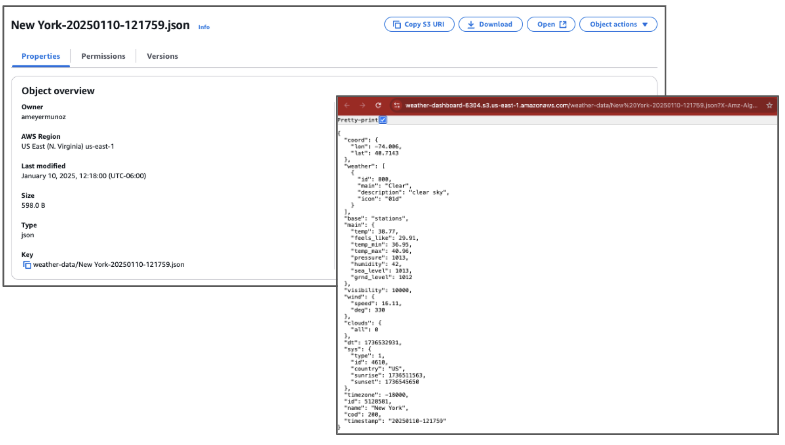 New York-20250110-121759.json Info
Copy S3 URI Download Open Object actions
Properties Permissions Versions
Object overview
Owner
ameyermunoz
AWS Region
US East (N. Virginia) us-east-1
Last modified
January 10, 2025, 12:18:00 (UTC-06:00)
Size
598.0 B
Type
json
Key
weather-data/New York-20250110-121759.json
weather-dashboard-6304.s3.us-east-1.amazonaws.com/weather-data/New%20York-20250110-121759.json?X-Amz-Alg...
Pretty-print
{
"coord": {
"lon": -74.006,
"lat": 40.7143
},
"weather": [
{
"id": 800,
"main": "Clear",
"description": "clear sky",
"icon": "01d"
}
],
"base": "stations",
"main": {
"temp": 38.77,
"feels_like": 29.91,
"temp_min": 36.95,
"temp_max": 40.96,
"pressure": 1013,
"humidity": 42,
"sea_level": 1013,
"grnd_level": 1012
},
"visibility": 10000,
"wind": {
"speed": 16.11,
"deg": 330
},
"clouds": {
"all": 0
},
"dt": 1736532931,
"sys": {
"type": 1,
"id": 4610,
"country": "US",
"sunrise": 1736511563,
"sunset": 1736545650
},
"timezone": -18000,
"id": 5128581,
"name": "New York",
"cod": 200,
"timestamp": "20250110-121759"
}